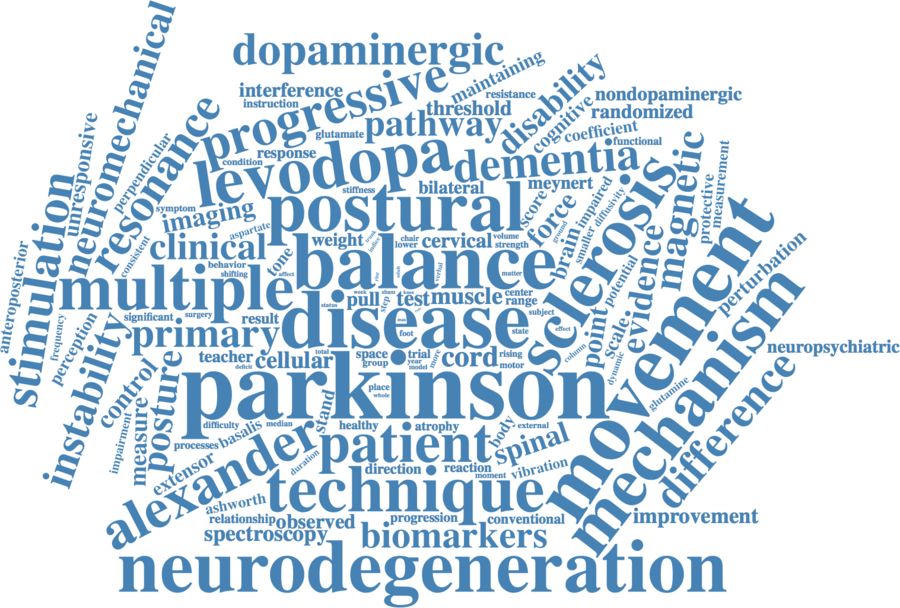 dopaminergic
neuromechanical
progressive
maintaining
disability
interference
instruction
resistance
threshold
nondopaminergic
randomized
resonance
glutamate
pathway
cognitive
coefficient
functional
unresponsive
perpendicular
condition
response
levodopa
dementia
stimulation
symptom
imaging
stiffness
bilateral
meynert
score
impaired
sclerosis
magnetic
protective
measurement
aspartate
postural
force
ground
brain
smaller
diffusivity
anteroposterior
consistent
clinical
tone
weight
trunk
indice
chair
lower
cervical
volume
strength
behavior
shifting
affect
balance
matter
evidence
potential
movement
perturbation
multiple
pull
week
sham
step
test
muscle
center
range
significant
surgery
result
status
disease
foot
state
subject
effect
point
scale
mechanism
frequency
perception
instability
primary
teacher
deficit
cellular
total
space
group
trial
year
model
more
cord
rising
motor
column
dynamic
neuropsychiatric
control
posture
parkinson
place
whole
glutamine
difference
impairment
measure
difficulty
median
stand
healthy
atrophy
external
body
processes
basalis
alexander
patient
spinal
extensor
duration
direction
reaction
moment
vibration
technique
ashworth
relationship
observed
progression
conventional
improvement
spectroscopy
biomarkers
neurodegeneration